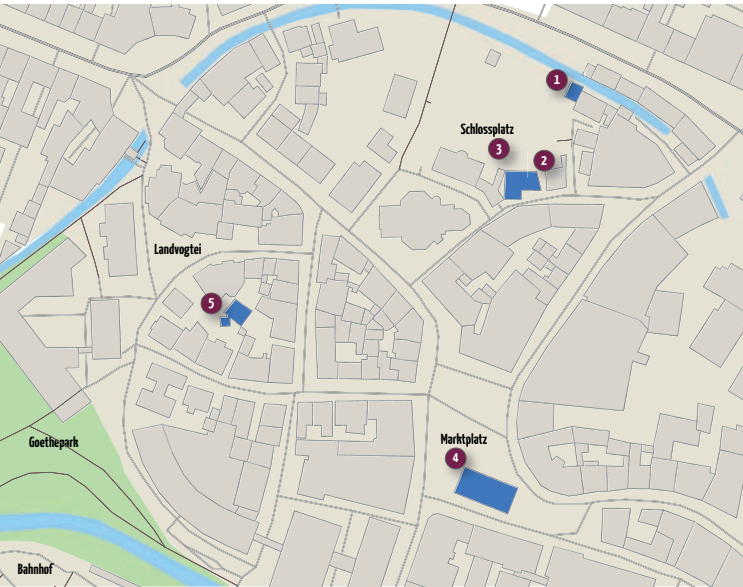 1
Schlossplatz
3
2
Landvogtei
5
Goethepark
Marktplatz
4
Bahnhof